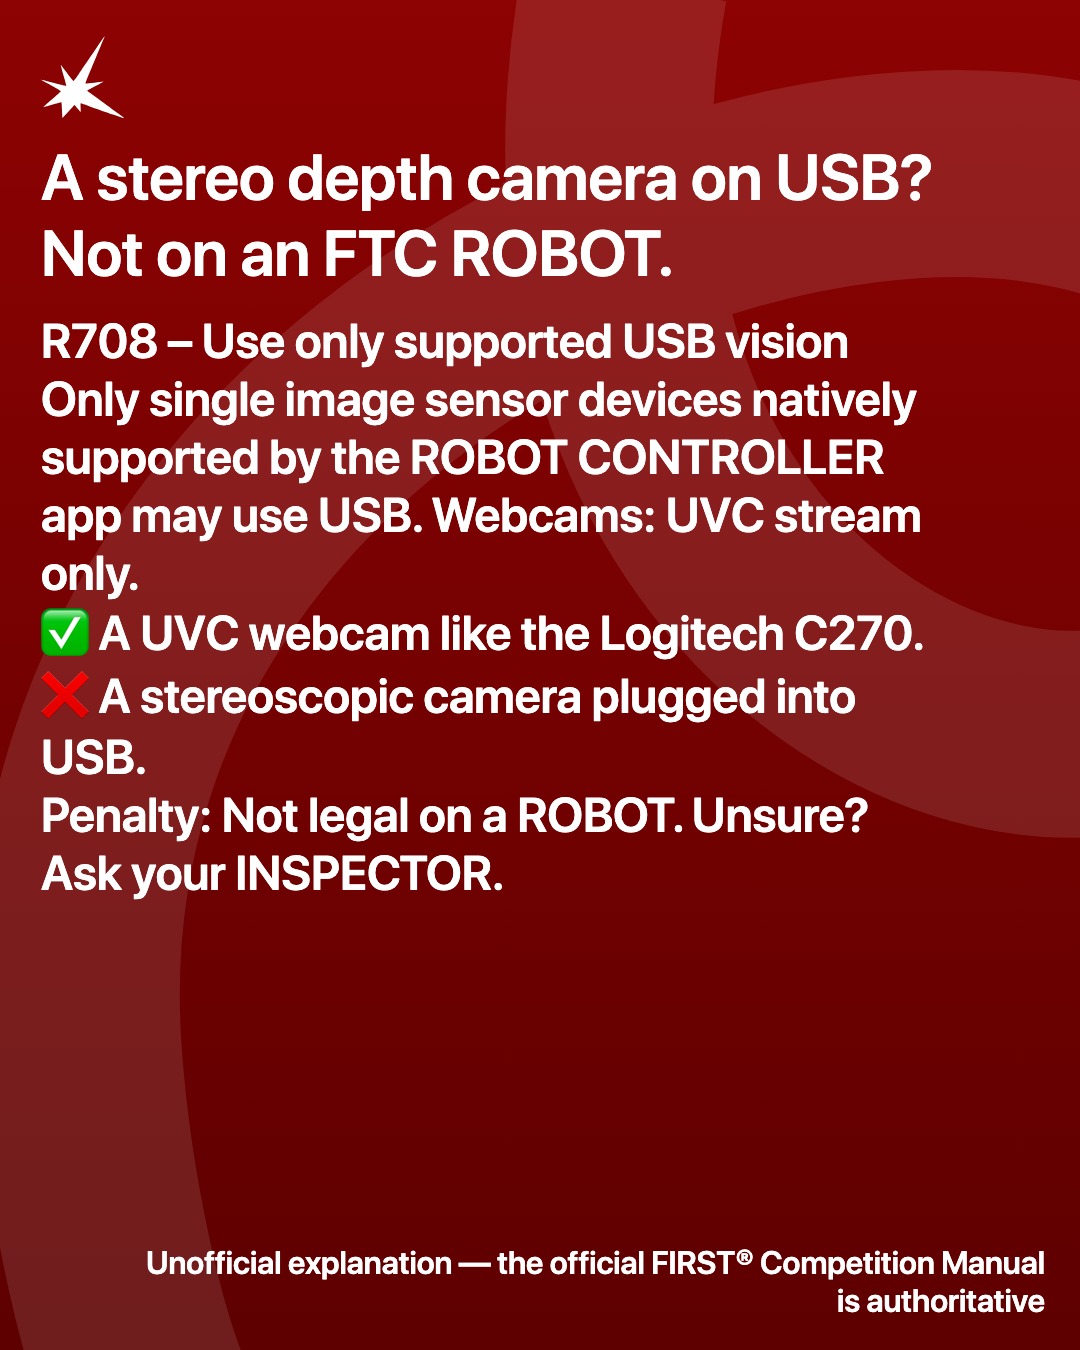 A stereo depth camera on USB?
Not on an FTC ROBOT.
R708 – Use only supported USB vision
Only single image sensor devices natively
supported by the ROBOT CONTROLLER
app may use USB. Webcams: UVC stream
only.
✅ A UVC webcam like the Logitech C270.
❌ A stereoscopic camera plugged into
USB.
Penalty: Not legal on a ROBOT. Unsure?
Ask your INSPECTOR.
Unofficial explanation — the official FIRST® Competition Manual
is authoritative